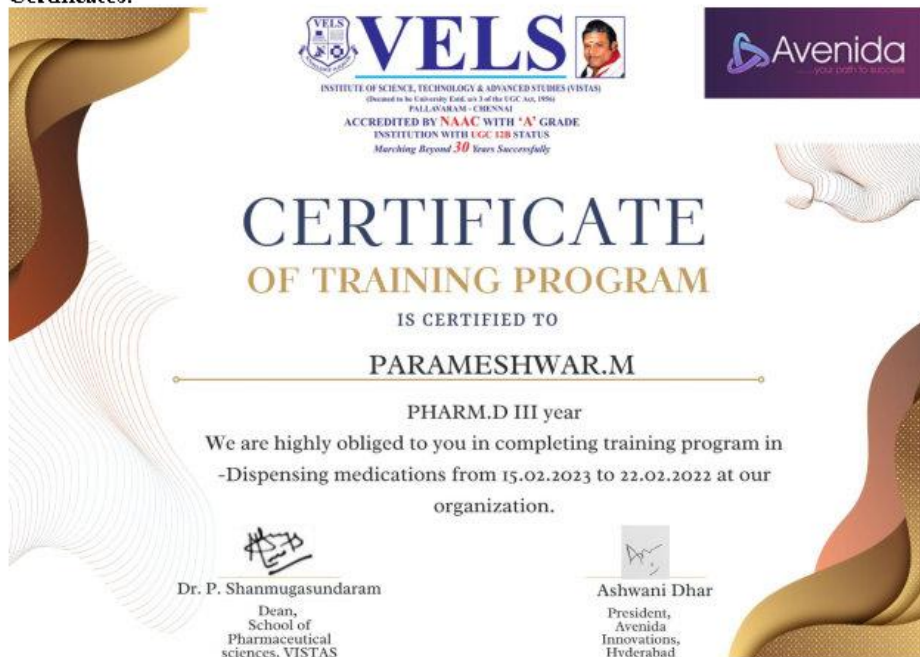 Certificates:
VELS
VELS
INSTITUTE OF SCIENCE, TECHNOLOGY & ADVANCED STUDIES (VISTAS)
(Deemed to be University Estd. u/s 3 of the UGC Act, 1956)
PALLAVARAM - CHENNAI
ACCREDITED BY NAAC WITH 'A' GRADE
INSTITUTION WITH UGC 12B STATUS
Marching Beyond 30 Years Successfully
Avenida
......your path to success
CERTIFICATE
OF TRAINING PROGRAM
IS CERTIFIED TO
PARAMESHWAR.M
PHARM.D III year
We are highly obliged to you in completing training program in
-Dispensing medications from 15.02.2023 to 22.02.2022 at our
organization.
Dr. P. Shanmugasundaram
Dean,
School of
Pharmaceutical
sciences, VISTAS
Ashwani Dhar
President,
Avenida
Innovations,
Hyderabad